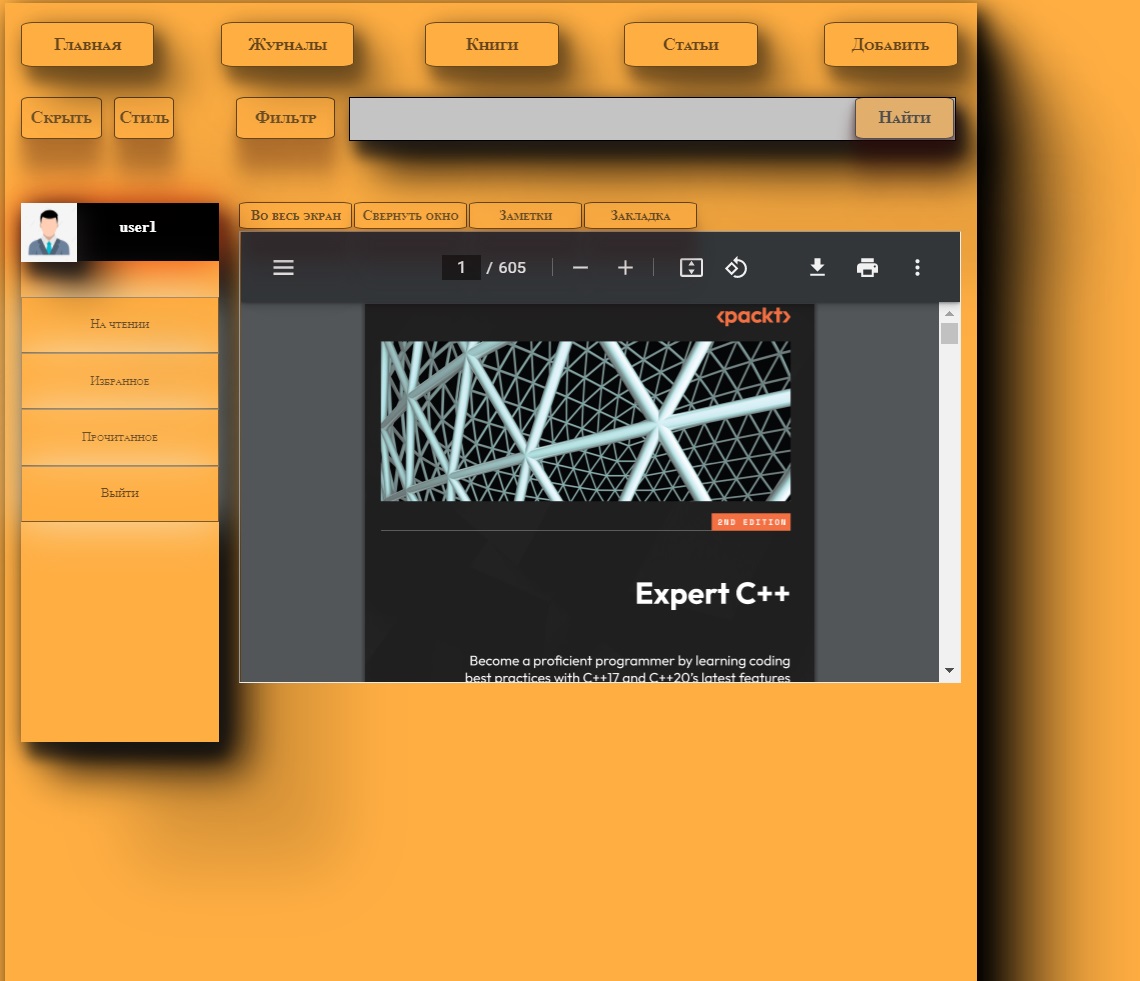 Главная Журналы Книги Статьи Добавить
Скрыть Стиль Фильтр Найти
user1
Во весь экран Свернуть окно Заметки Закладка
1 / 605
На чтении
Избранное
Прочитанное
Выйти
<packt>
2ND EDITION
Expert C++
Become a proficient programmer by learning coding
best practices with C++17 and C++20's latest features